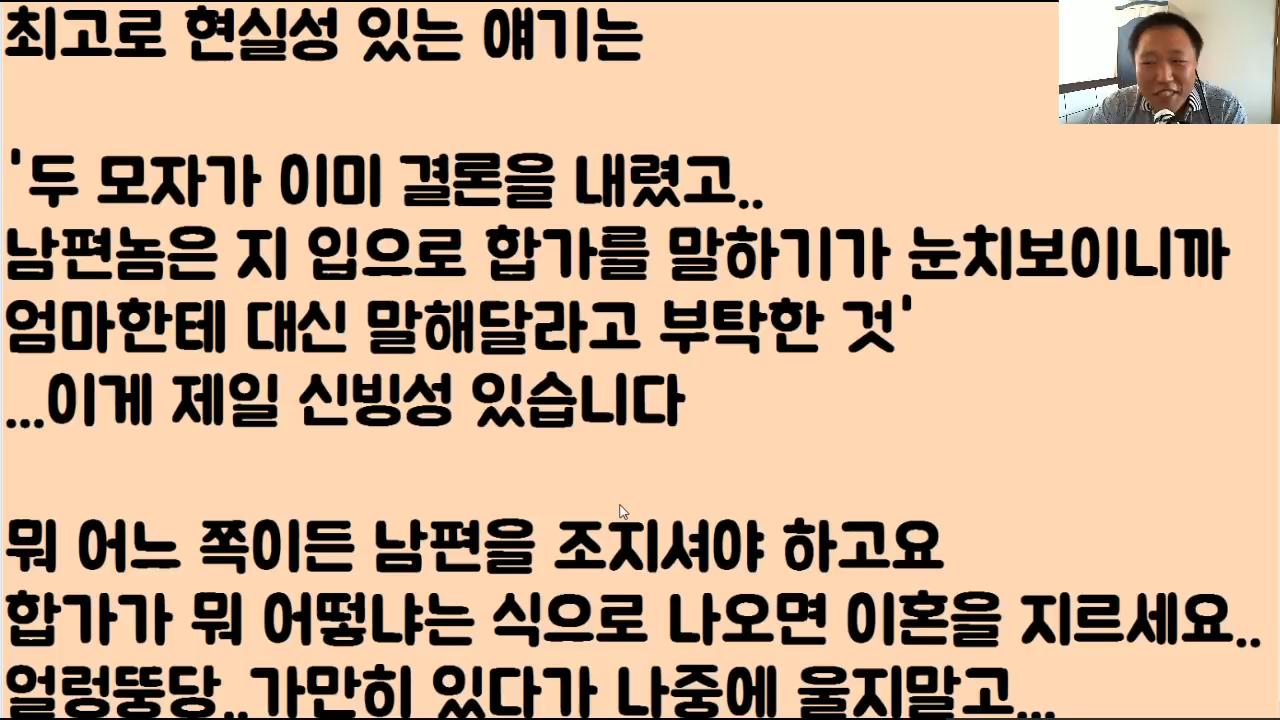 최고로 현실성 있는 얘기는
'두 모자가 이미 결론을 내렸고..
남편놈은 지 입으로 합가를 말하기가 눈치보이니까
엄마한테 대신 말해달라고 부탁한 것'
...이게 제일 신빙성 있습니다
뭐 어느 쪽이든 남편을 조지셔야 하고요
합가가 뭐 어떻냐는 식으로 나오면 이혼을 지르세요..
얼렁뚱당..가만히 있다가 나중에 울지말고...